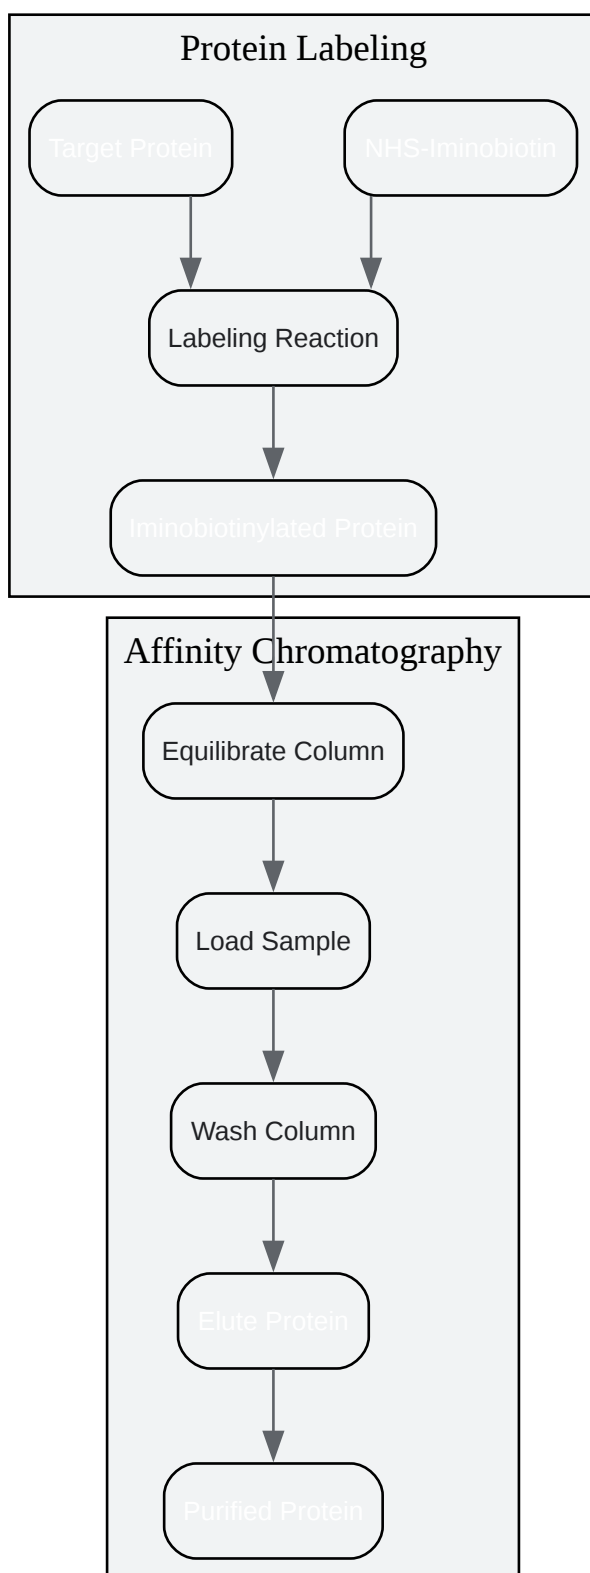 Protein Labeling
Target Protein
NHS-Iminobiotin
Labeling Reaction
Iminobiotinylated Protein
Affinity Chromatography
Equilibrate Column
Load Sample
Wash Column
Elute Protein
Purified Protein